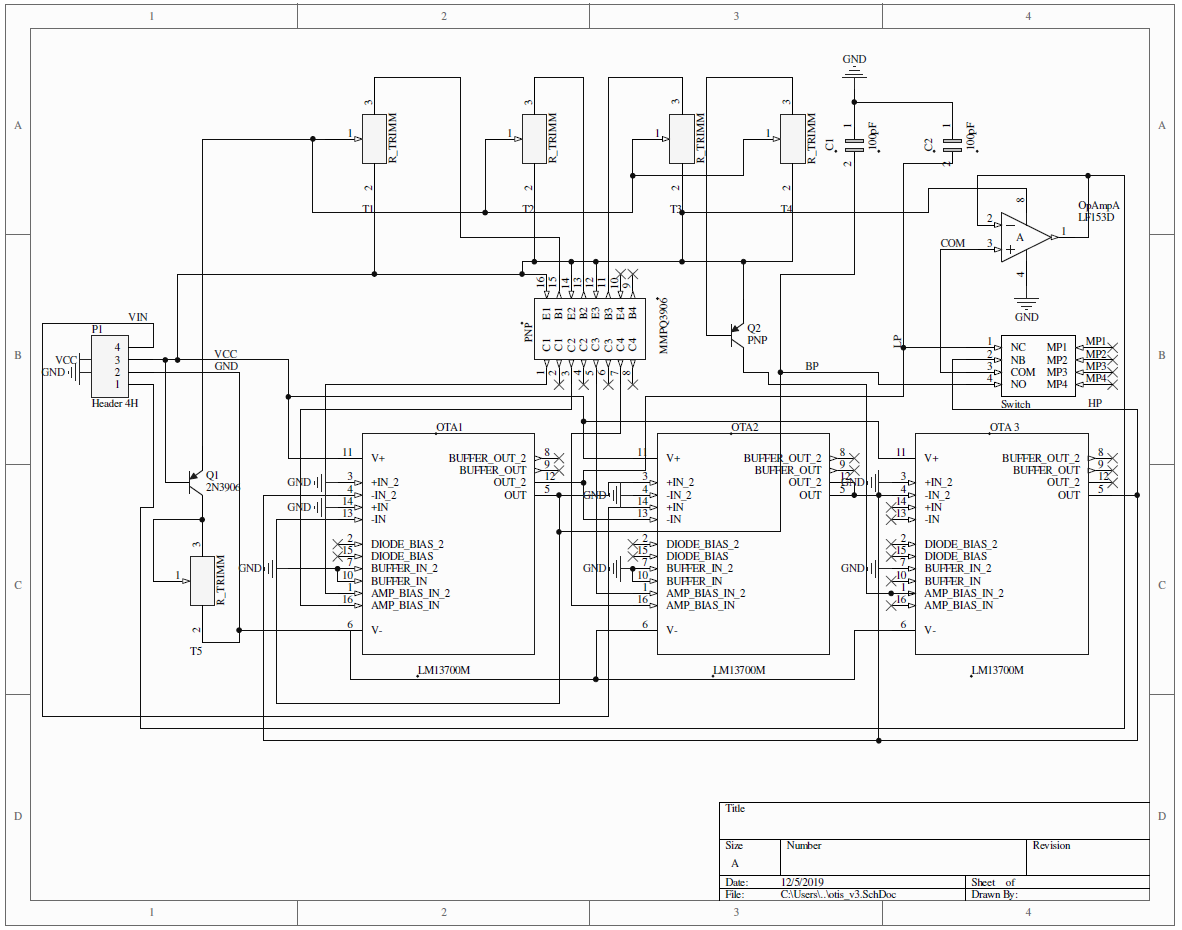 1 2 3 4
A A
B B
C C
D D
GND
3 3 3 3
1 R_TRIMM
1 R_TRIMM
1 R_TRIMM
1 R_TRIMM
2 2 2 2
T1 T2 T3 T4
1 C1 100pF 2
1 C2 100pF 2
OpAmpA
LF153D
8
2
3 A 1
4
COM
GND
16 15 14 13 12 11 10 9
E1 B1 E2 B2 E3 B3 E4 B4
C1 C1 C2 C2 C3 C3 C4 C4
1 2 3 4 5 6 7 8
PNP
MMPQ3906
Q2
PNP
VIN
P1
4
VCC 3 VCC
GND 2 GND
1
Header 4H
LP
BP
HP
1 NC MP1 MP1
2 NB MP2 MP2
3 COM MP3 MP3
4 NO MP4 MP4
Switch
Q1
2N3906
3
1 R_TRIMM
2
T5
OTA1
11 V+
BUFFER_OUT_2 8
BUFFER_OUT 9
GND 3 +IN_2 OUT_2 12
4 -IN_2 OUT 5
GND 14 +IN
13 -IN
2 DIODE_BIAS_2
15 DIODE_BIAS
GND 7 BUFFER_IN_2
10 BUFFER_IN
1 AMP_BIAS_IN_2
16 AMP_BIAS_IN
6 V-
LM13700M
OTA2
11 V+
BUFFER_OUT_2 8
BUFFER_OUT 9
3 +IN_2 OUT_2 12
GND 4 -IN_2 OUT 5
14 +IN
13 -IN
2 DIODE_BIAS_2
15 DIODE_BIAS
GND 7 BUFFER_IN_2
10 BUFFER_IN
1 AMP_BIAS_IN_2
16 AMP_BIAS_IN
6 V-
LM13700M
OTA 3
11 V+
BUFFER_OUT_2 8
BUFFER_OUT 9
GND 3 +IN_2 OUT_2 12
4 -IN_2 OUT 5
14 +IN
13 -IN
2 DIODE_BIAS_2
15 DIODE_BIAS
GND 7 BUFFER_IN_2
10 BUFFER_IN
1 AMP_BIAS_IN_2
16 AMP_BIAS_IN
6 V-
LM13700M
Title
Size Number Revision
A
Date: 12/5/2019 Sheet of
File: C:\Users\..\otis_v3.SchDoc Drawn By:
1 2 3 4